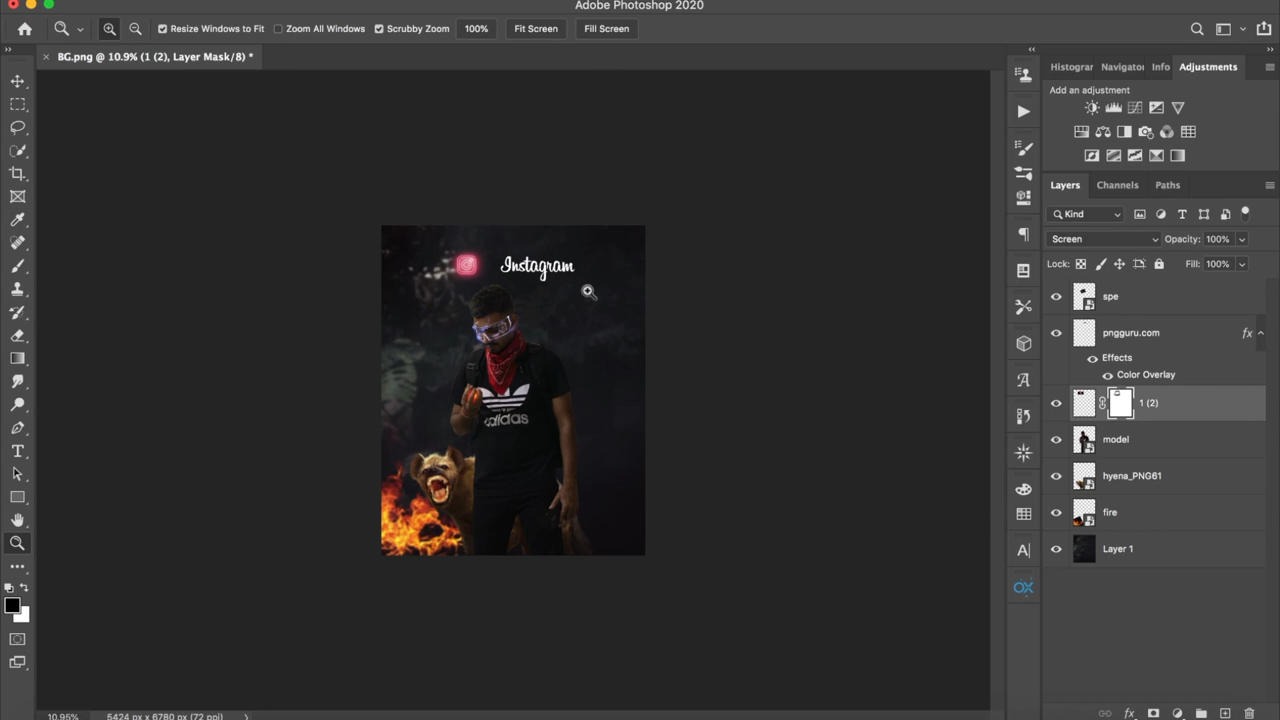 Adobe Photoshop 2020
Resize Windows to Fit Zoom All Windows Scrubby Zoom 100% Fit Screen Fill Screen
BG.png @ 10.9% (1 (2), Layer Mask/8) *
Histogran Navigator Info Adjustments
Add an adjustment
Layers Channels Paths
Kind
Screen Opacity: 100%
Lock: Fill: 100%
spe
pngguru.com fx
Effects
Color Overlay
1 (2)
model
hyena_PNG61
fire
Layer 1
Instagram
adidas
10.95% 5424 px x 6780 px (72 ppi)